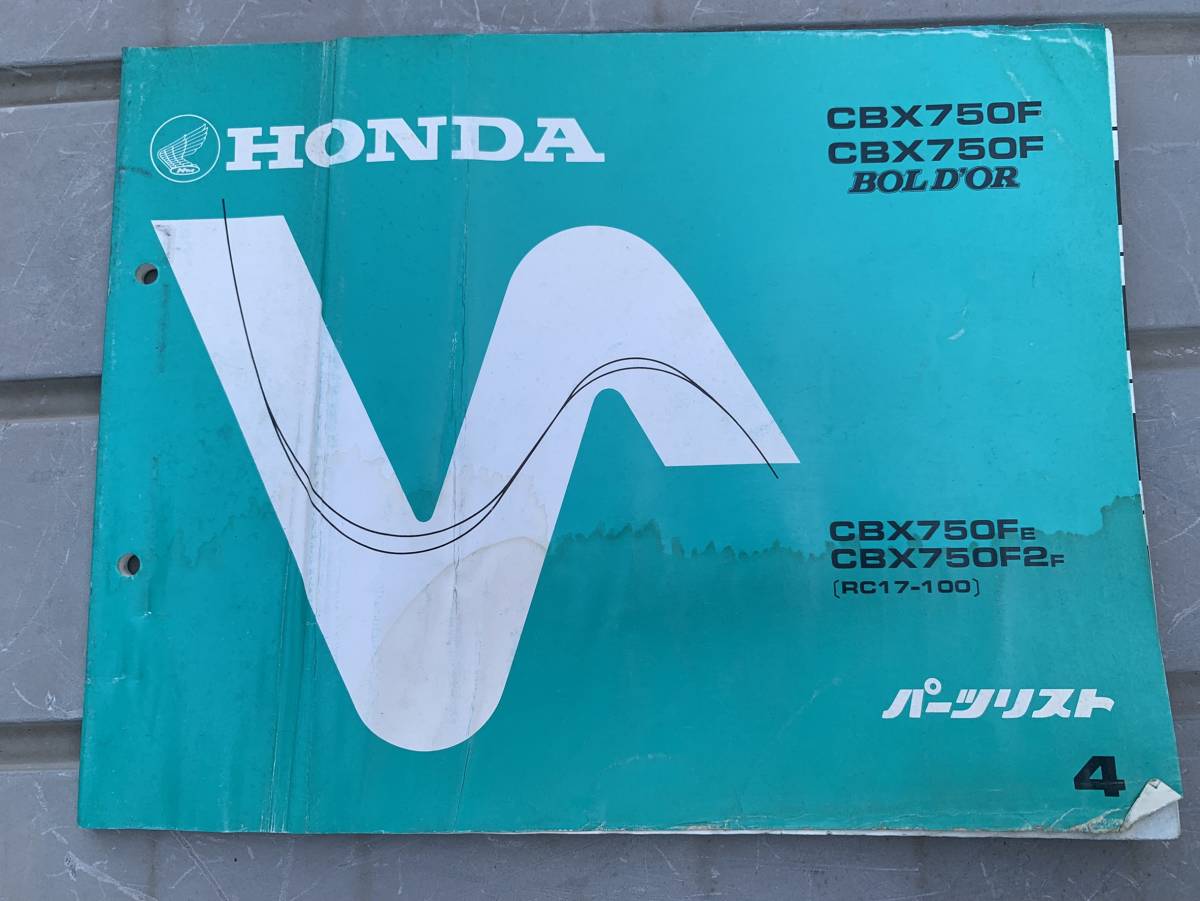 HONDA
CBX750F
CBX750F
BOL D'OR
CBX750FE
CBX750F2F
(RC17-100)
パーツリスト
4